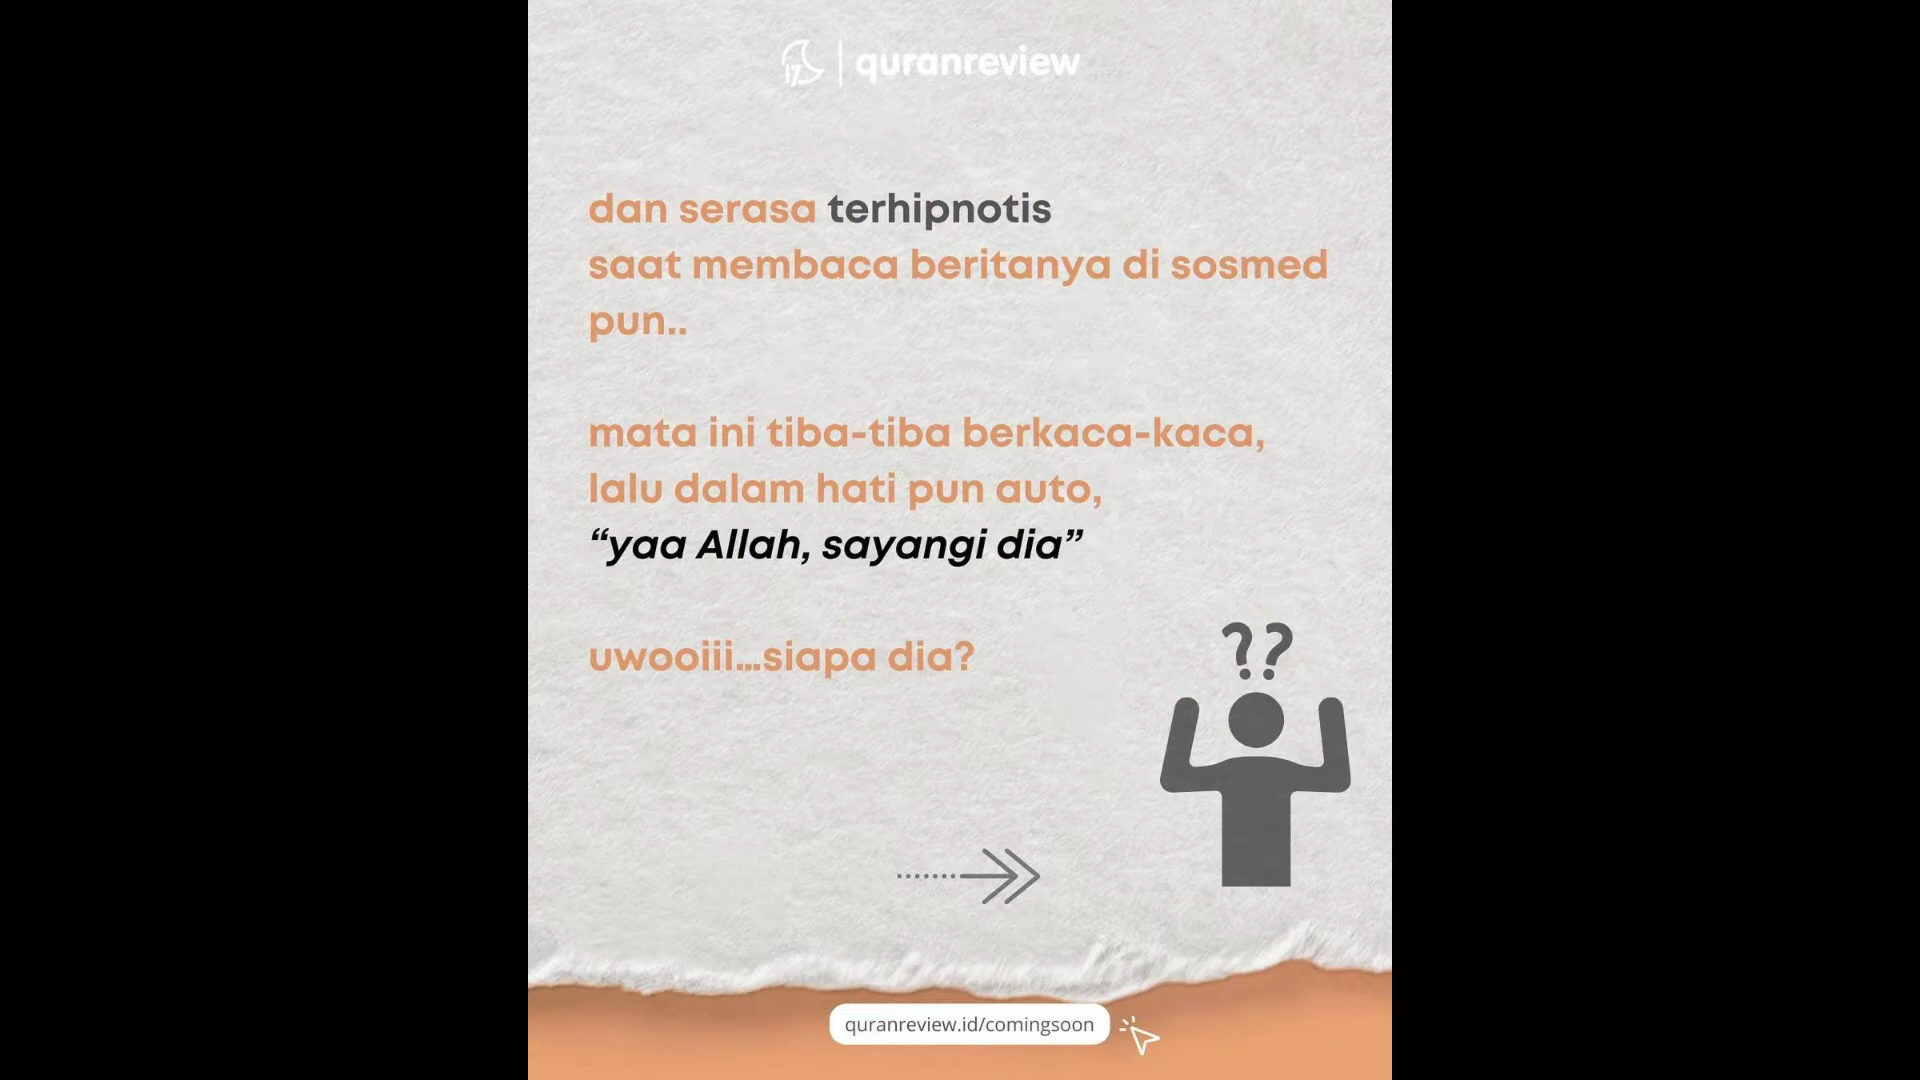 17 | quranreview
dan serasa terhipnotis
saat membaca beritanya di sosmed
pun..
mata ini tiba-tiba berkaca-kaca,
lalu dalam hati pun auto,
“yaa Allah, sayangi dia”
uwooiii...siapa dia?
??
quranreview.id/comingsoon